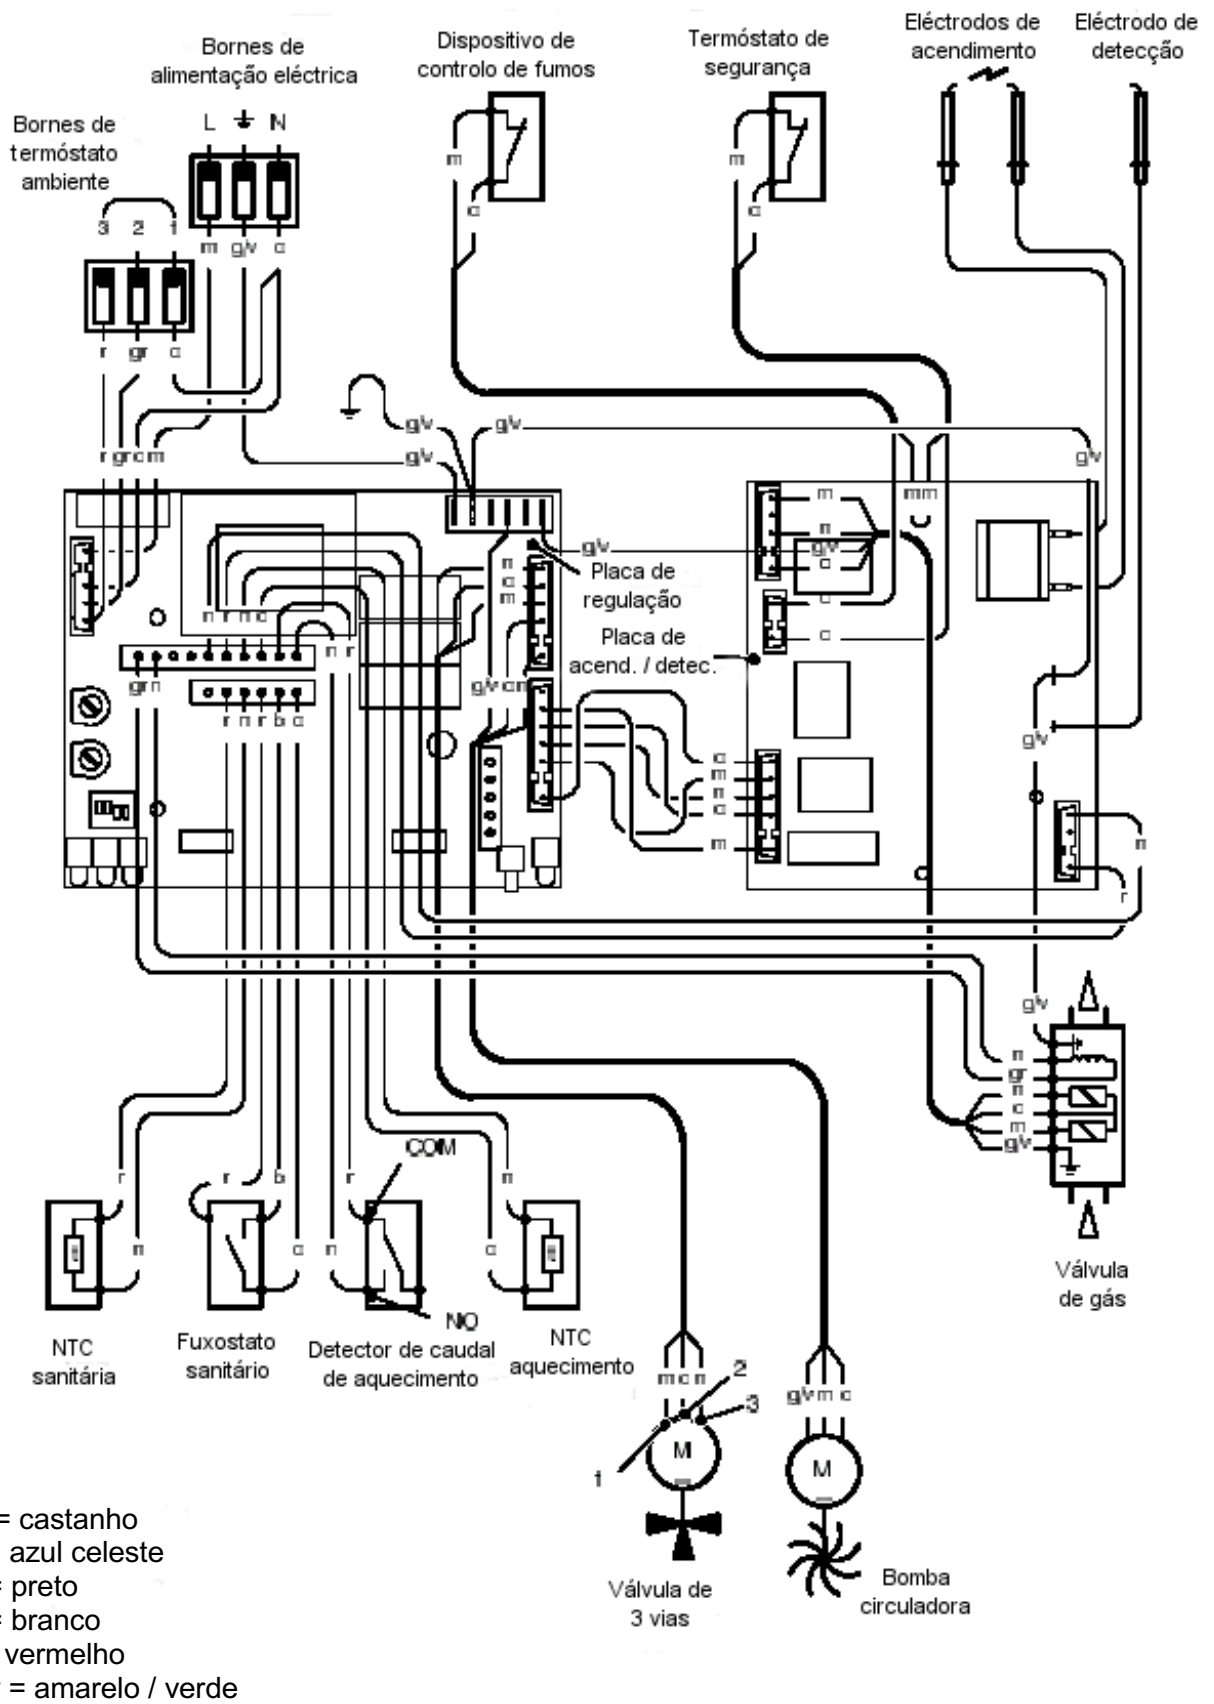 Bornes de
alimentação eléctrica
Dispositivo de
controlo de fumos
Termóstato de
segurança
Eléctrodos de
acendimento
Eléctrodo de
detecção
Bornes de
termóstato
ambiente
L N
3 2 1
m g/v c
m
c
m
c
r gr c
g/v
g/v
g/v
g/v
r gr c m
m
n
g/v
c
m m
g/v
n
c
m
Placa de
regulação
c
c
Placa de
acend. / detec.
n r n c
n r
gr n
g/v c n
r n r b c
g/v
c
m
n
c
m
n
r
g/v
n
gr
n
c
m
g/v
COM
r
r
b
r
n
n
c
n
c
NO
NTC
sanitária
Fuxostato
sanitário
Detector de caudal
de aquecimento
NTC
aquecimento
Válvula
de gás
m c n
2
3
1
M
g/v m c
M
Válvula de
3 vias
Bomba
circuladora
= castanho
azul celeste
= preto
= branco
vermelho
= amarelo / verde